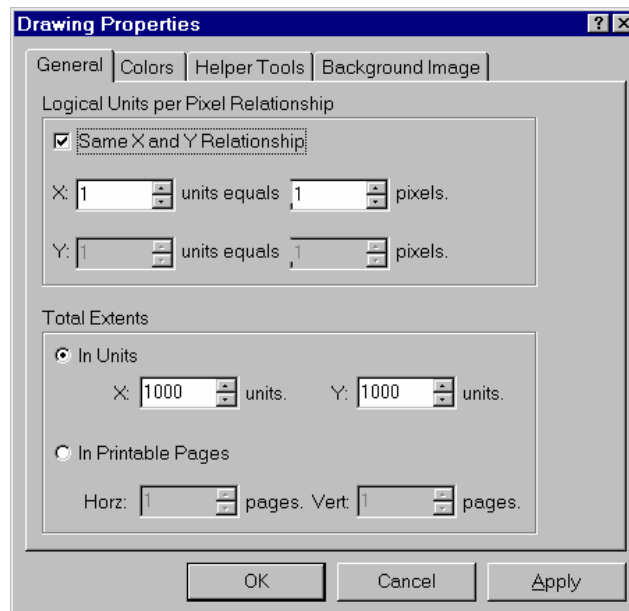 Drawing Properties ? ×
General Colors Helper Tools Background Image
Logical Units per Pixel Relationship
Same X and Y Relationship
X: 1 units equals 1 pixels.
Y: 1 units equals 1 pixels.
Total Extents
In Units
X: 1000 units. Y: 1000 units.
In Printable Pages
Horz: 1 pages. Vert: 1 pages.
OK Cancel Apply